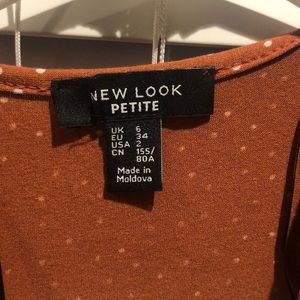 NEW LOOK
PETITE
UK 6
EU 34
USA 2
CN 155/
80A
Made in
Moldova